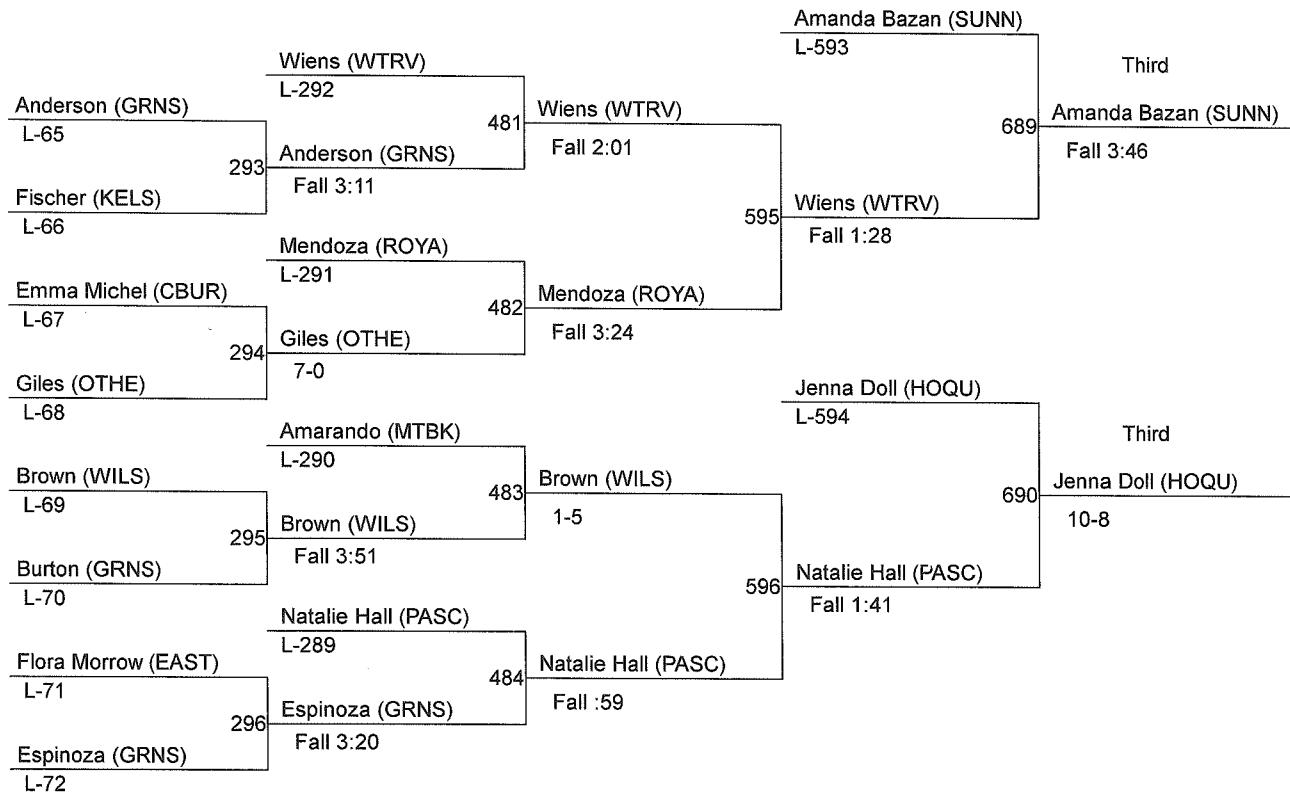 Amanda Bazan (SUNN)
L-593
Wiens (WTRV)
L-292
Third
Anderson (GRNS)
L-65
481
Wiens (WTRV)
Fall 2:01
689
Amanda Bazan (SUNN)
Fall 3:46
293
Anderson (GRNS)
Fall 3:11
Fischer (KELS)
L-66
595
Wiens (WTRV)
Fall 1:28
Mendoza (ROYA)
L-291
Emma Michel (CBUR)
L-67
482
Mendoza (ROYA)
Fall 3:24
294
Giles (OTHE)
7-0
Giles (OTHE)
L-68
Jenna Doll (HOQU)
L-594
Amarando (MTBK)
L-290
Third
Brown (WILS)
L-69
483
Brown (WILS)
1-5
690
Jenna Doll (HOQU)
10-8
295
Brown (WILS)
Fall 3:51
Burton (GRNS)
L-70
596
Natalie Hall (PASC)
Fall 1:41
Natalie Hall (PASC)
L-289
Flora Morrow (EAST)
L-71
484
Natalie Hall (PASC)
Fall :59
296
Espinoza (GRNS)
Fall 3:20
Espinoza (GRNS)
L-72